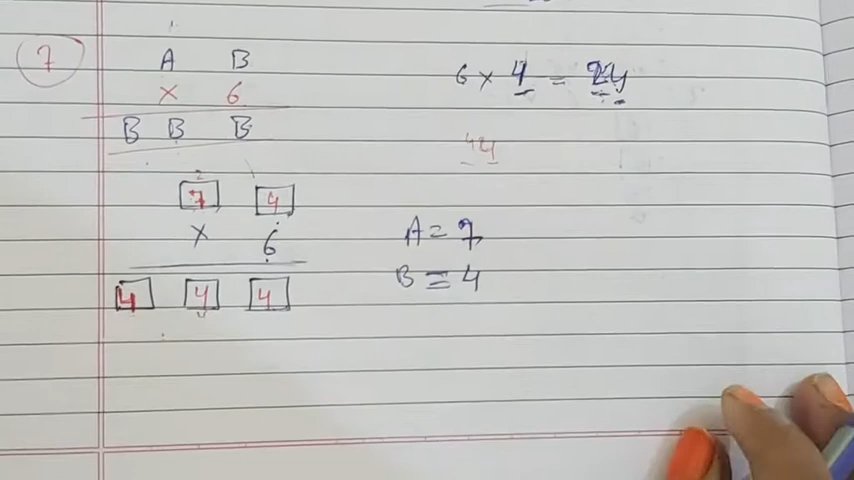 7
A B
× 6
B B B
7 4
× 6
4 4 4
6 × 4 = 24
44
A = 7
B = 4